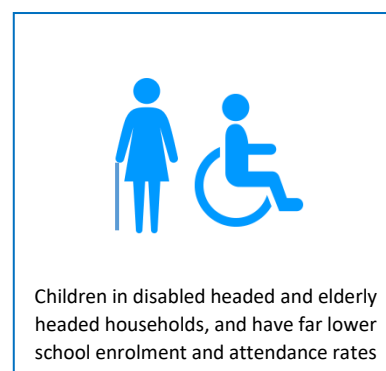 Children in disabled headed and elderly
headed households, and have far lower
school enrolment and attendance rates